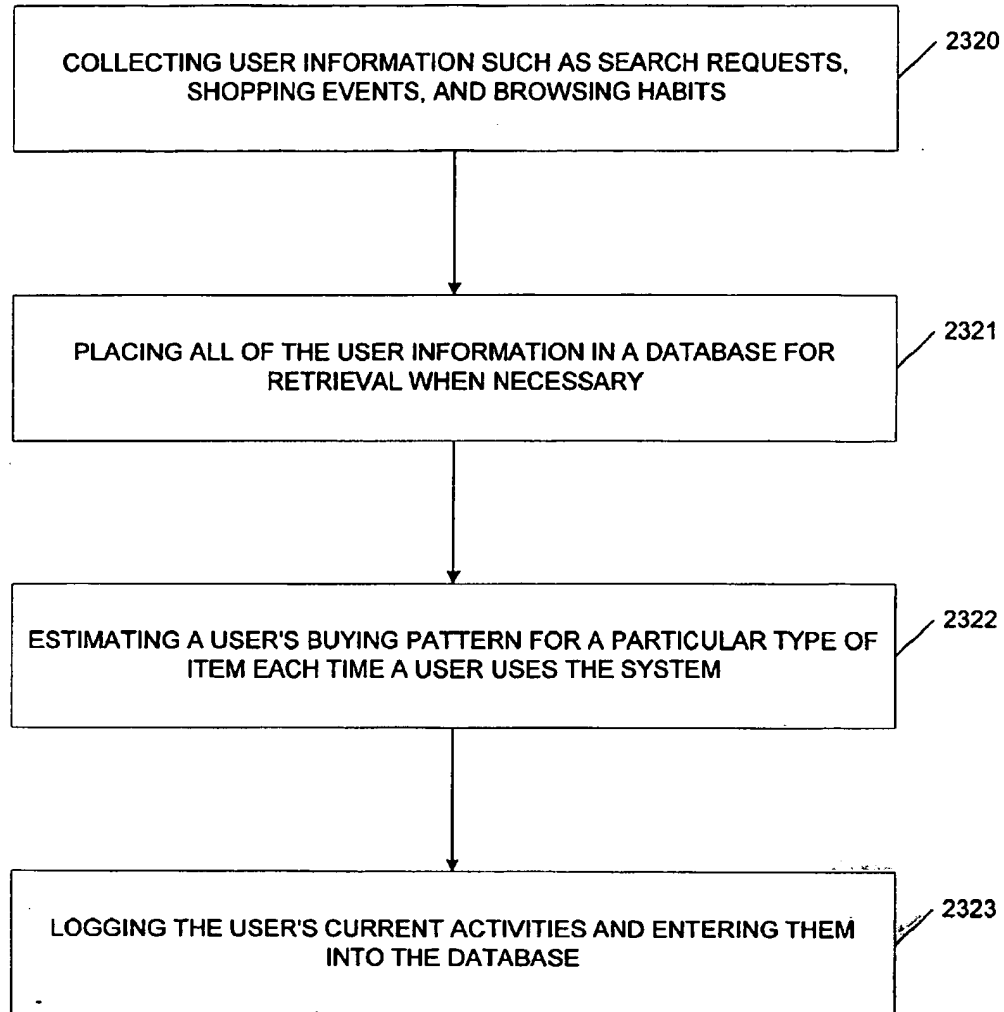 2320
COLLECTING USER INFORMATION SUCH AS SEARCH REQUESTS,
SHOPPING EVENTS, AND BROWSING HABITS
2321
PLACING ALL OF THE USER INFORMATION IN A DATABASE FOR
RETRIEVAL WHEN NECESSARY
2322
ESTIMATING A USER'S BUYING PATTERN FOR A PARTICULAR TYPE OF
ITEM EACH TIME A USER USES THE SYSTEM
2323
LOGGING THE USER'S CURRENT ACTIVITIES AND ENTERING THEM
INTO THE DATABASE